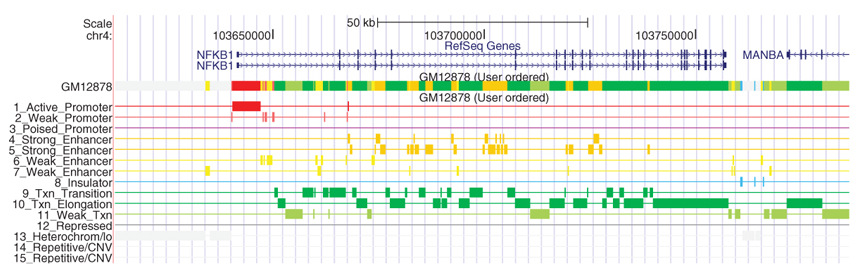 Scale 50 kb
chr4: 103650000 103700000 103750000
RefSeq Genes
NFKB1 MANBA
NFKB1
GM12878 (User ordered)
GM12878
GM12878 (User ordered)
1_Active_Promoter
2_Weak_Promoter
3_Poised_Promoter
4_Strong_Enhancer
5_Strong_Enhancer
6_Weak_Enhancer
7_Weak_Enhancer
8_Insulator
9_Txn_Transition
10_Txn_Elongation
11_Weak_Txn
12_Repressed
13_Heterochrom/lo
14_Repetitive/CNV
15_Repetitive/CNV